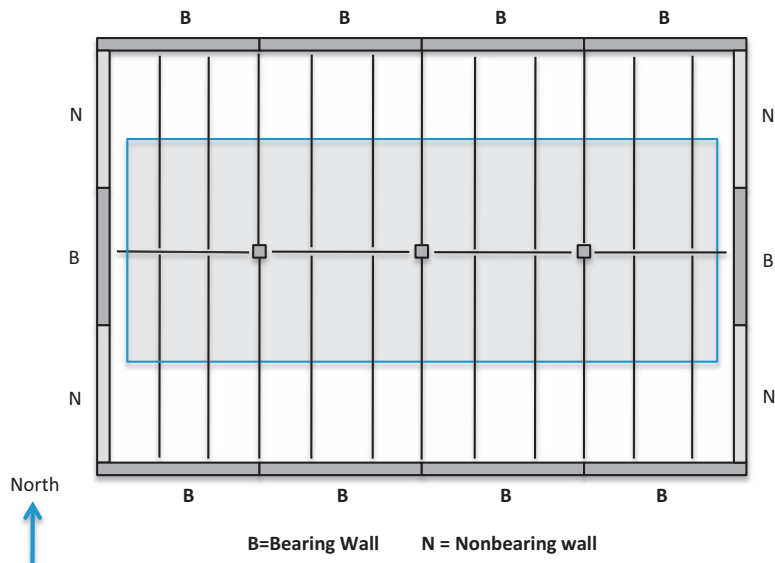 B B B B
N N
B B
N N
B B B B
North
B=Bearing Wall N = Nonbearing wall